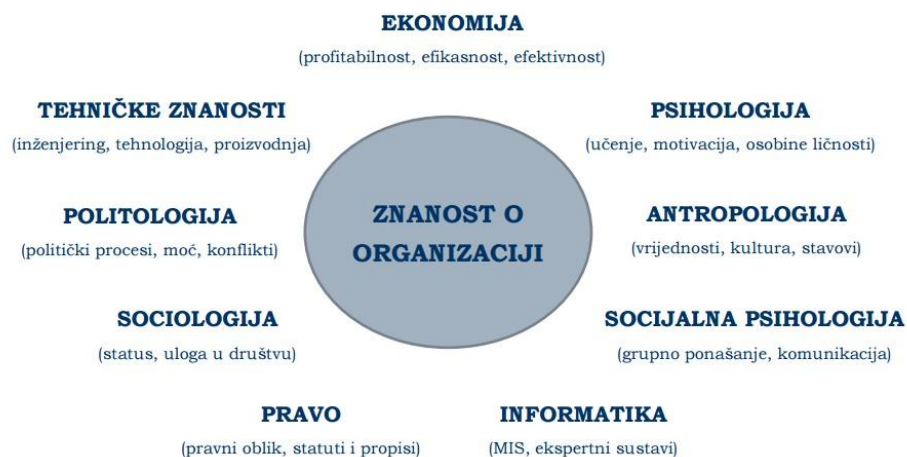 EKONOMIJA
(profitabilnost, efikasnost, efektivnost)
TEHNIČKE ZNANOSTI
(inženjering, tehnologija, proizvodnja)
PSIHOLOGIJA
(učenje, motivacija, osobine ličnosti)
POLITOLOGIJA
(politički procesi, moć, konflikti)
ZNANOST O
ORGANIZACIJI
ANTROPOLOGIJA
(vrijednosti, kultura, stavovi)
SOCIOLOGIJA
(status, uloga u društvu)
SOCIJALNA PSIHOLOGIJA
(grupno ponašanje, komunikacija)
PRAVO
(pravni oblik, statuti i propisi)
INFORMATIKA
(MIS, ekspertni sustavi)